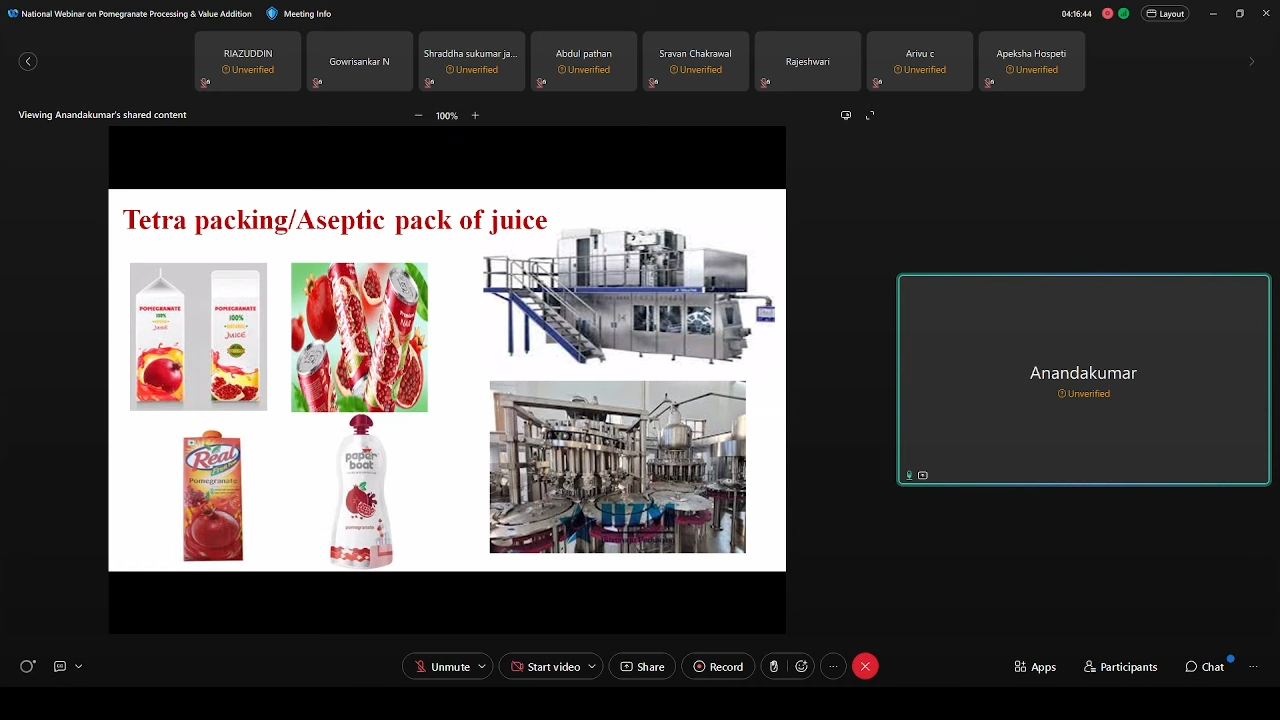 National Webinar on Pomegranate Processing & Value Addition
Meeting Info
04:16:44
Layout
RIAZUDDIN
Unverified
Gowrisankar N
Shraddha sukumar ja...
Unverified
Abdul pathan
Unverified
Sravan Chakrawal
Unverified
Rajeshwari
Arivu c
Unverified
Apeksha Hospeti
Unverified
Viewing Anandakumar's shared content
100%
Tetra packing/Aseptic pack of juice
POMEGRANATE
100%
JUICE
POMEGRANATE
100%
NATURAL
JUICE
Real
Pomegranate
paper
boat
pomegranate
Anandakumar
Unverified
Unmute
Start video
Share
Record
Apps
Participants
Chat